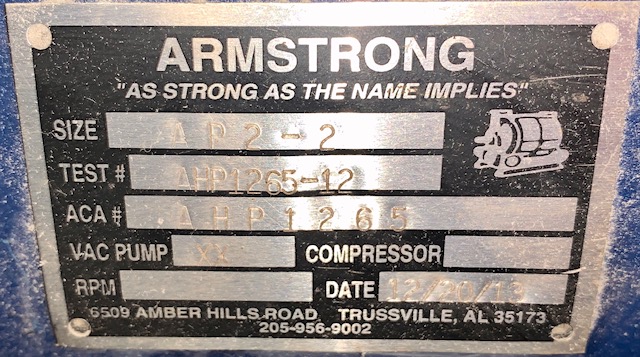 ARMSTRONG
"AS STRONG AS THE NAME IMPLIES"
SIZE AP2-2
TEST # AHP1265-12
ACA # AHP1265
VAC PUMP XX COMPRESSOR
RPM DATE 12/20/13
6509 AMBER HILLS ROAD TRUSSVILLE, AL 35173
205-956-9002